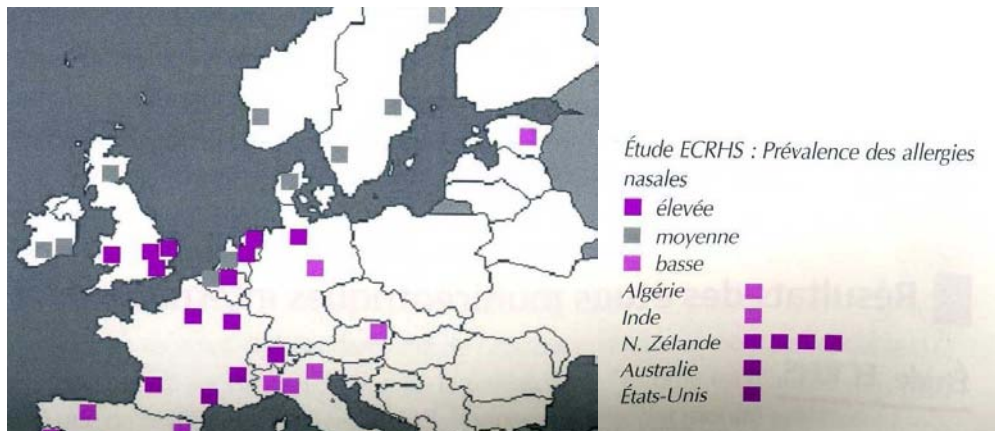 Étude ECRHS : Prévalence des allergies
nasales
élevée
moyenne
basse
Algérie
Inde
N. Zélande
Australie
États-Unis